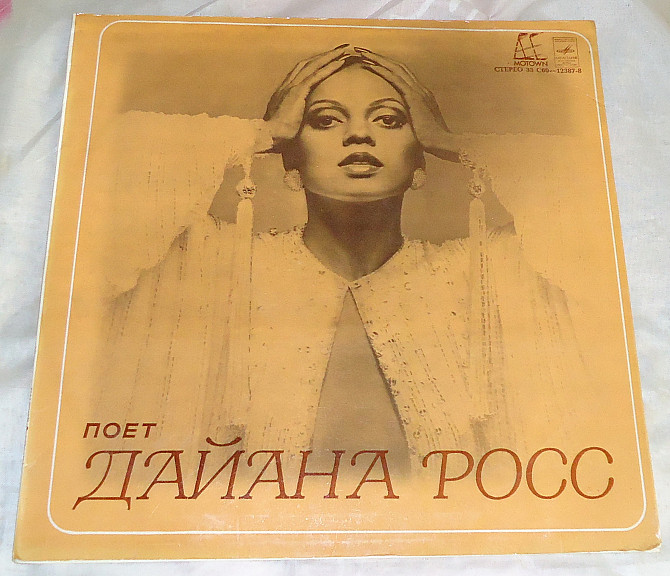 MOTOWN
СТЕРЕО 33 С60—12387-8
ПОЕТ
ДАЙАНА РОСС